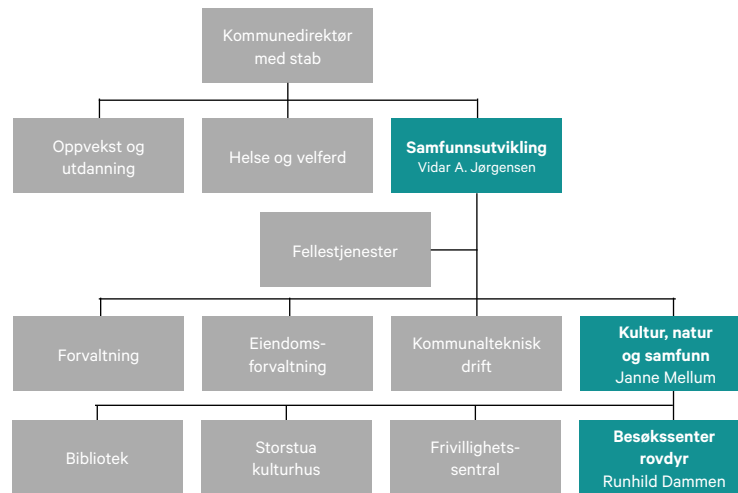 Kommunedirektør
med stab
Oppvekst og
utdanning
Helse og velferd
Samfunnsutvikling
Vidar A. Jørgensen
Fellestjenester
Forvaltning
Eiendoms-
forvaltning
Kommunalteknisk
drift
Kultur, natur
og samfunn
Janne Mellum
Bibliotek
Storstua
kulturhus
Frivillighets-
sentral
Besøkssenter
rovdyr
Runhild Dammen